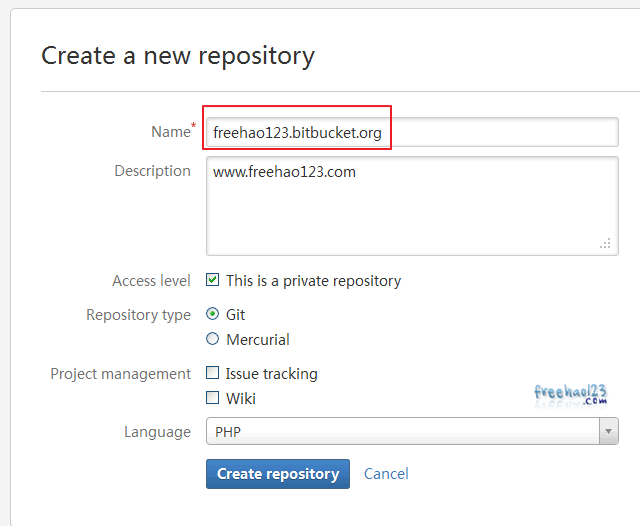 Create a new repository
Name* freehao123.bitbucket.org
Description www.freehao123.com
Access level This is a private repository
Repository type Git
Mercurial
Project management Issue tracking
Wiki
freehao123
.com
Language PHP
Create repository Cancel